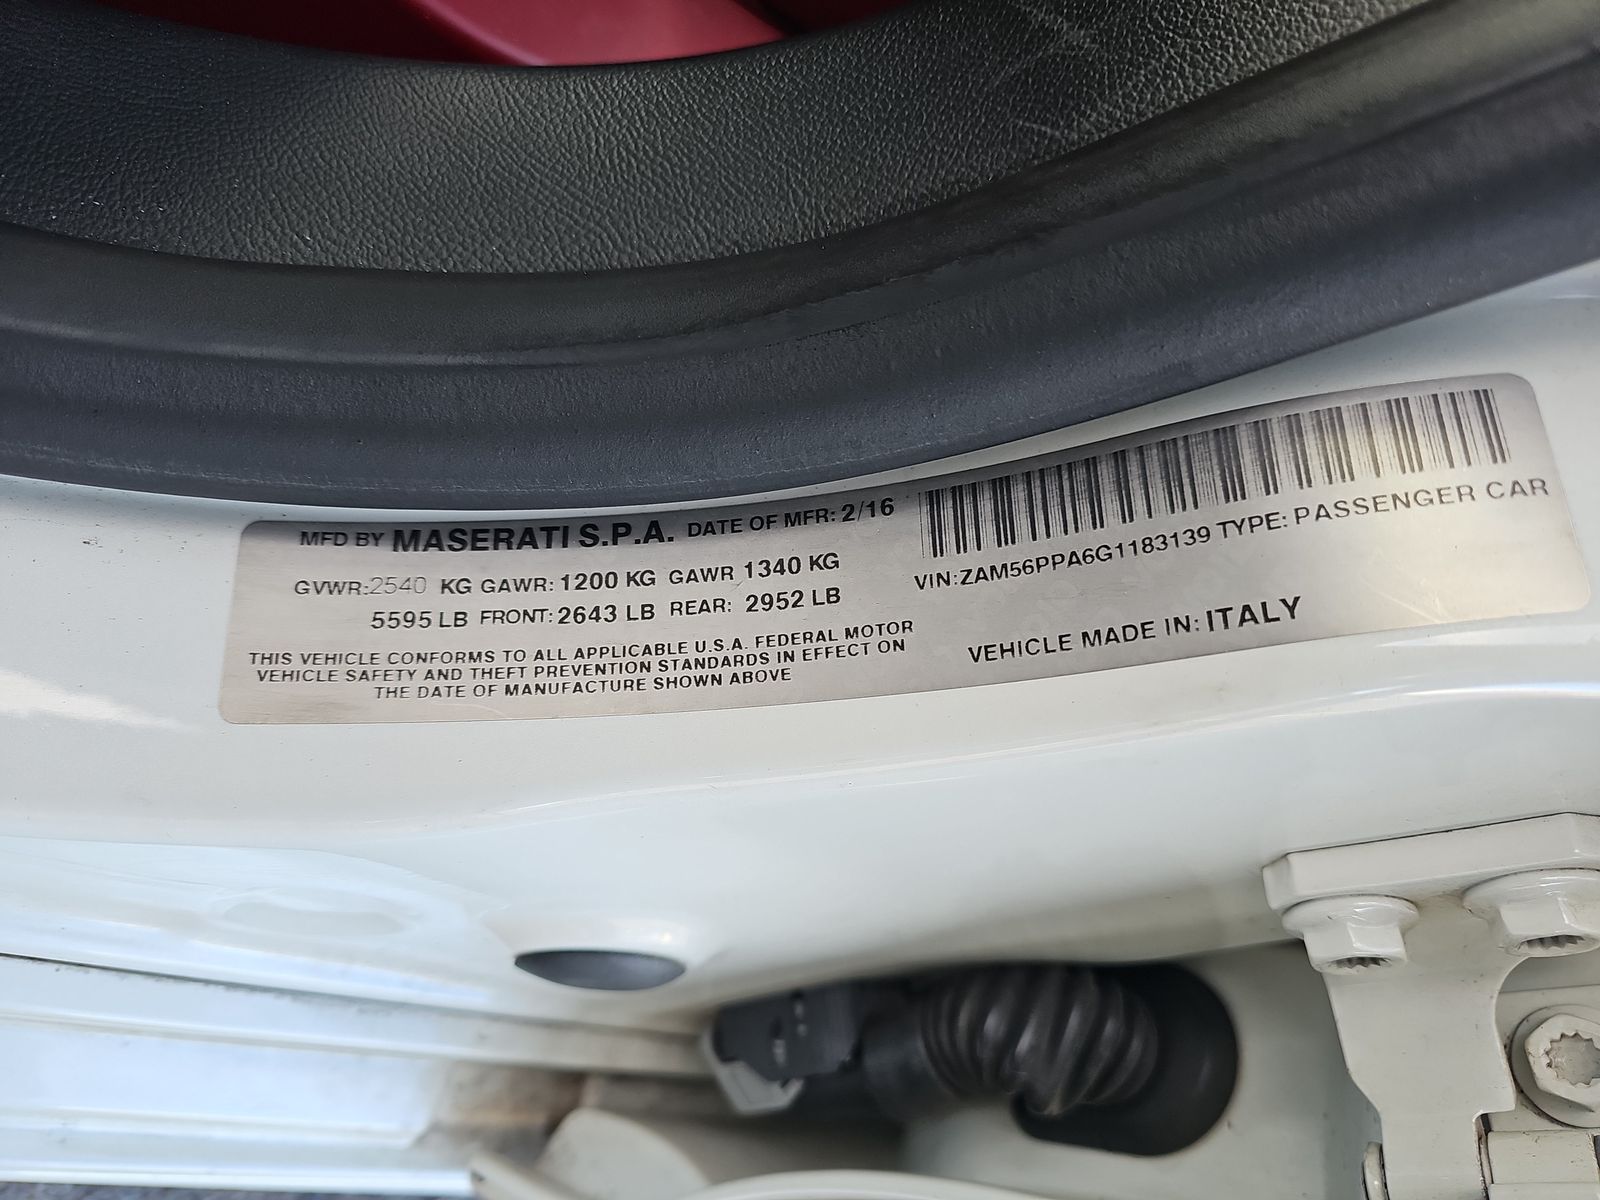 MFD BY MASERATI S.P.A. DATE OF MFR: 2/16
GVWR:2540 KG GAWR: 1200 KG GAWR 1340 KG
5595 LB FRONT: 2643 LB REAR: 2952 LB
THIS VEHICLE CONFORMS TO ALL APPLICABLE U.S.A. FEDERAL MOTOR
VEHICLE SAFETY AND THEFT PREVENTION STANDARDS IN EFFECT ON
THE DATE OF MANUFACTURE SHOWN ABOVE
VIN:ZAM56PPA6G1183139 TYPE: PASSENGER CAR
VEHICLE MADE IN: ITALY